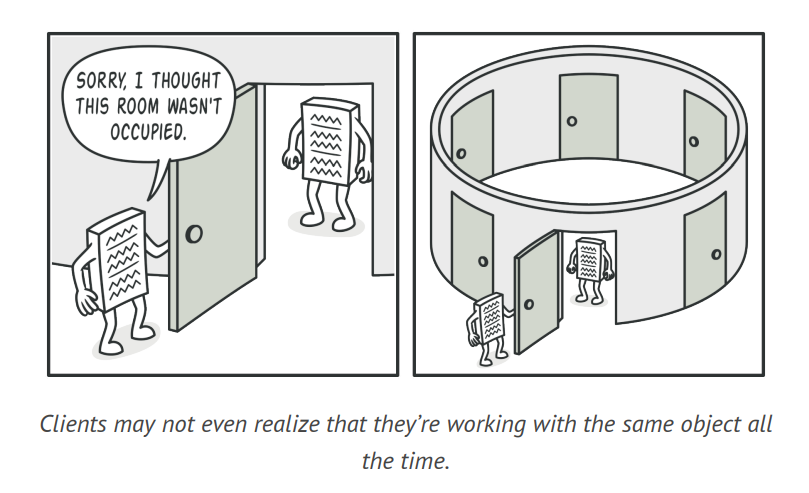 SORRY, I THOUGHT
THIS ROOM WASN'T
OCCUPIED.
Clients may not even realize that they’re working with the same object all
the time.